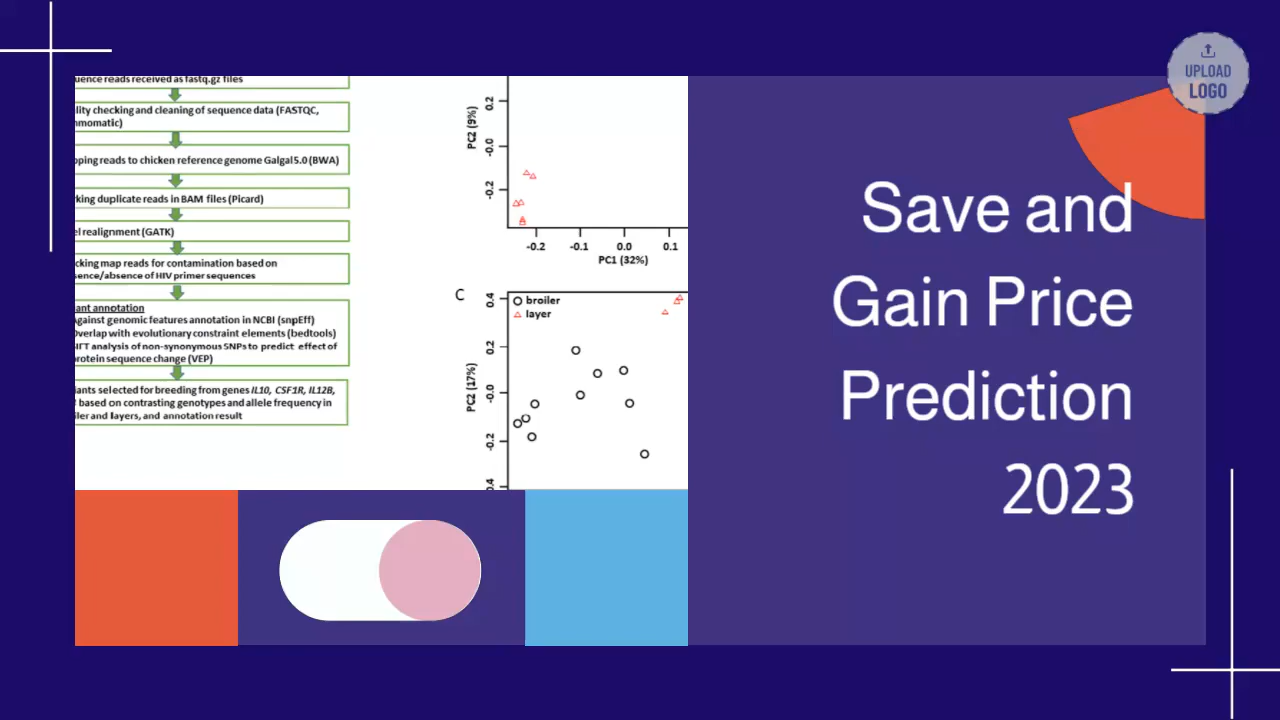 uence reads received as fastq.gz files
lity checking and cleaning of sequence data (FASTQC,
mmomatic)
pping reads to chicken reference genome Galgal5.0 (BWA)
rking duplicate reads in BAM files (Picard)
el realignment (GATK)
cking map reads for contamination based on
sence/absence of HIV primer sequences
ant annotation
Against genomic features annotation in NCBI (snpEff)
Overlap with evolutionary constraint elements (bedtools)
SIFT analysis of non-synonymous SNPs to predict effect of
protein sequence change (VEP)
iants selected for breeding from genes IL10, CSF1R, IL12B,
based on contrasting genotypes and allele frequency in
iler and layers, and annotation result
PC2 (9%)
0.2
-0.0
-0.2
-0.2
-0.1
0.0
0.1
PC1 (32%)
C
broiler
layer
PC2 (17%)
0.4
0.2
-0.0
-0.2
0.4
UPLOAD
LOGO
Save and
Gain Price
Prediction
2023